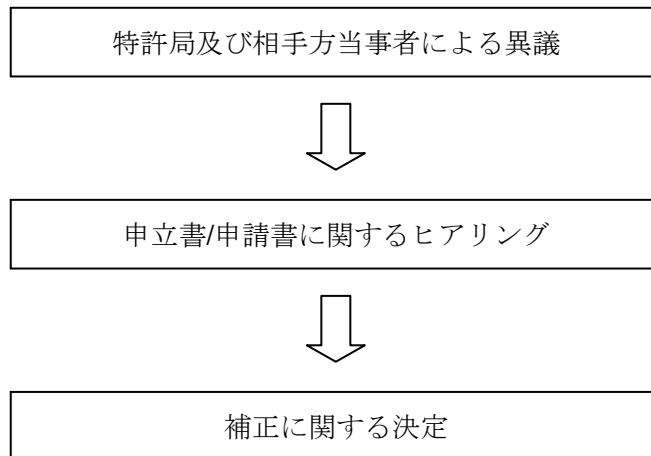 特許局及び相手方当事者による異議
申立書/申請書に関するヒアリング
補正に関する決定